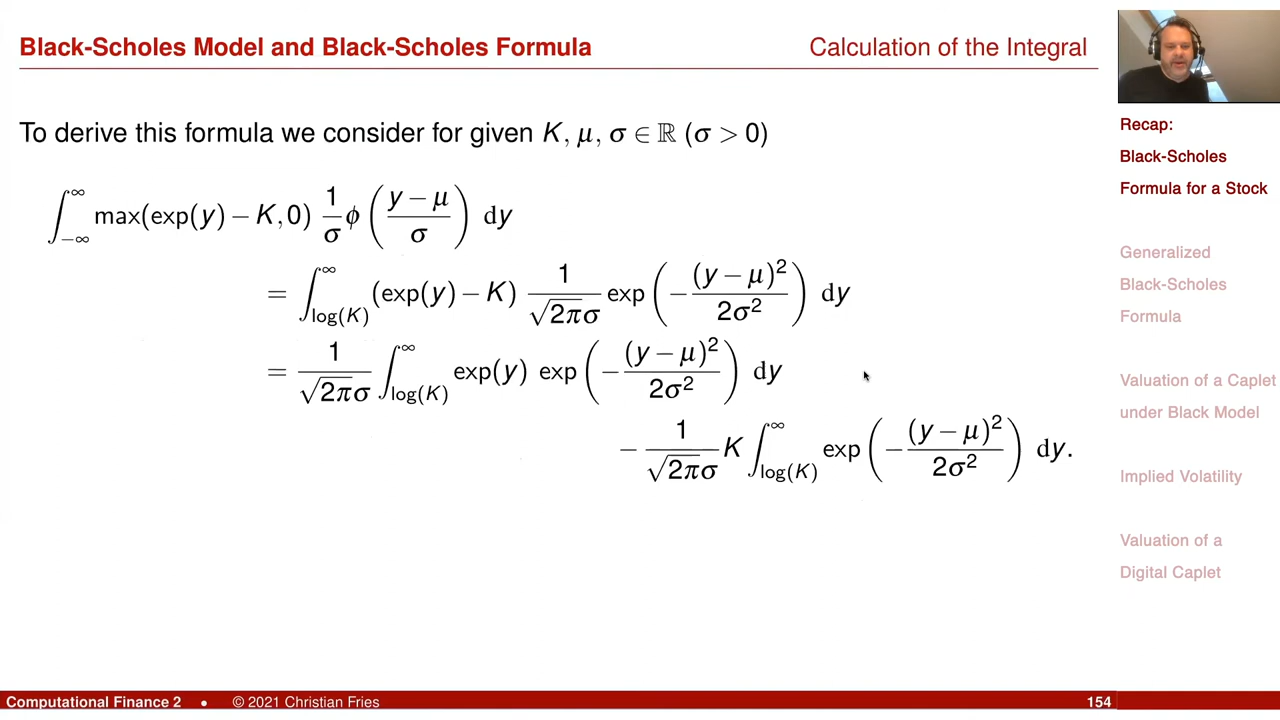 Black-Scholes Model and Black-Scholes Formula
Calculation of the Integral
To derive this formula we consider for given K, μ, σ ∈ ℝ (σ > 0)
∫_{−∞}^{∞} max(exp(y) − K, 0) 1/σ ϕ((y − μ)/σ) dy
= ∫_{log(K)}^{∞} (exp(y) − K) 1/(√2π σ) exp(−(y − μ)²/(2σ²)) dy
= 1/(√2π σ) ∫_{log(K)}^{∞} exp(y) exp(−(y − μ)²/(2σ²)) dy
− 1/(√2π σ) K ∫_{log(K)}^{∞} exp(−(y − μ)²/(2σ²)) dy.
Recap:
Black-Scholes
Formula for a Stock
Generalized
Black-Scholes
Formula
Valuation of a Caplet
under Black Model
Implied Volatility
Valuation of a
Digital Caplet
Computational Finance 2 • © 2021 Christian Fries
154